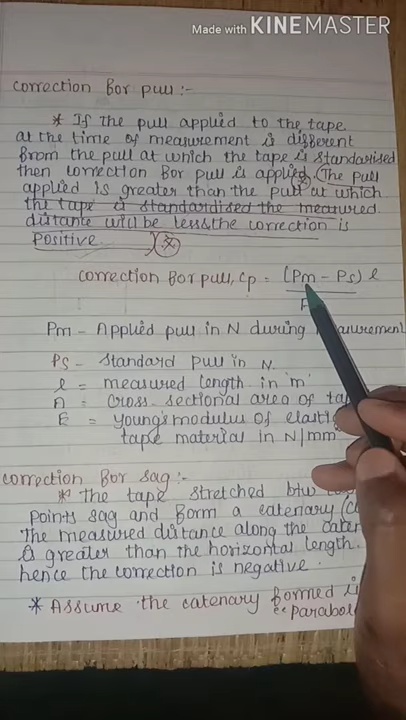 Made with KINEMASTER
correction for pull :-
* If the pull applied to the tape
at the time of measurement is different
from the pull at which the tape is standarised
then correction for pull is applied. The pull
applied is greater than the pull at which
the tape is standardised the measured
distance will be less & the correction is
positive
correction for pull, Cp = (Pm - Ps) l
Pm - Applied pull in N during
Ps - Standard pull in N.
l = measured length in 'm'
A = cross-sectional area of
E = young's modulus of
tape material in N/mm
correction for sag :-
* The tape stretched btw
points sag and form a catenary
The measured distance along the
is greater than the horizontal length.
hence the correction is negative.
* Assume the catenary formed